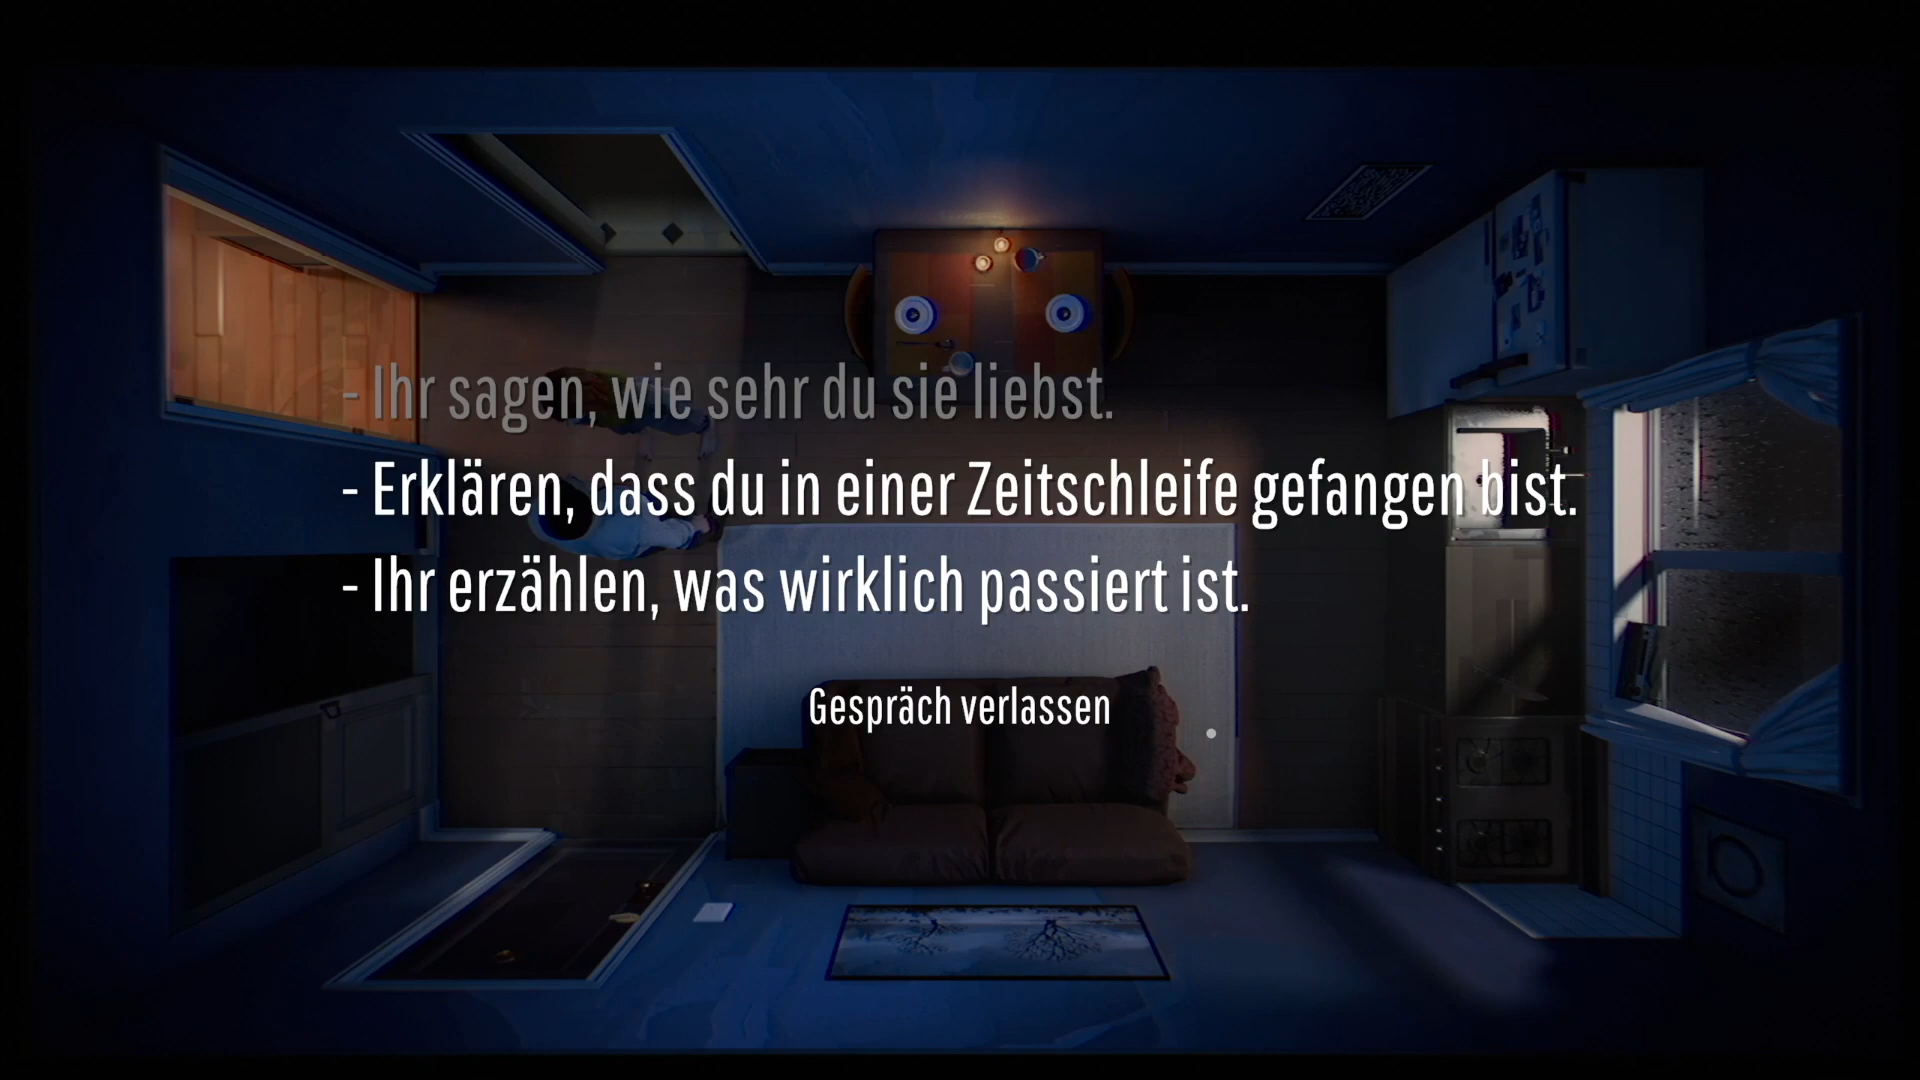 - Ihr sagen, wie sehr du sie liebst.
- Erklären, dass du in einer Zeitschleife gefangen bist.
- Ihr erzählen, was wirklich passiert ist.
Gespräch verlassen